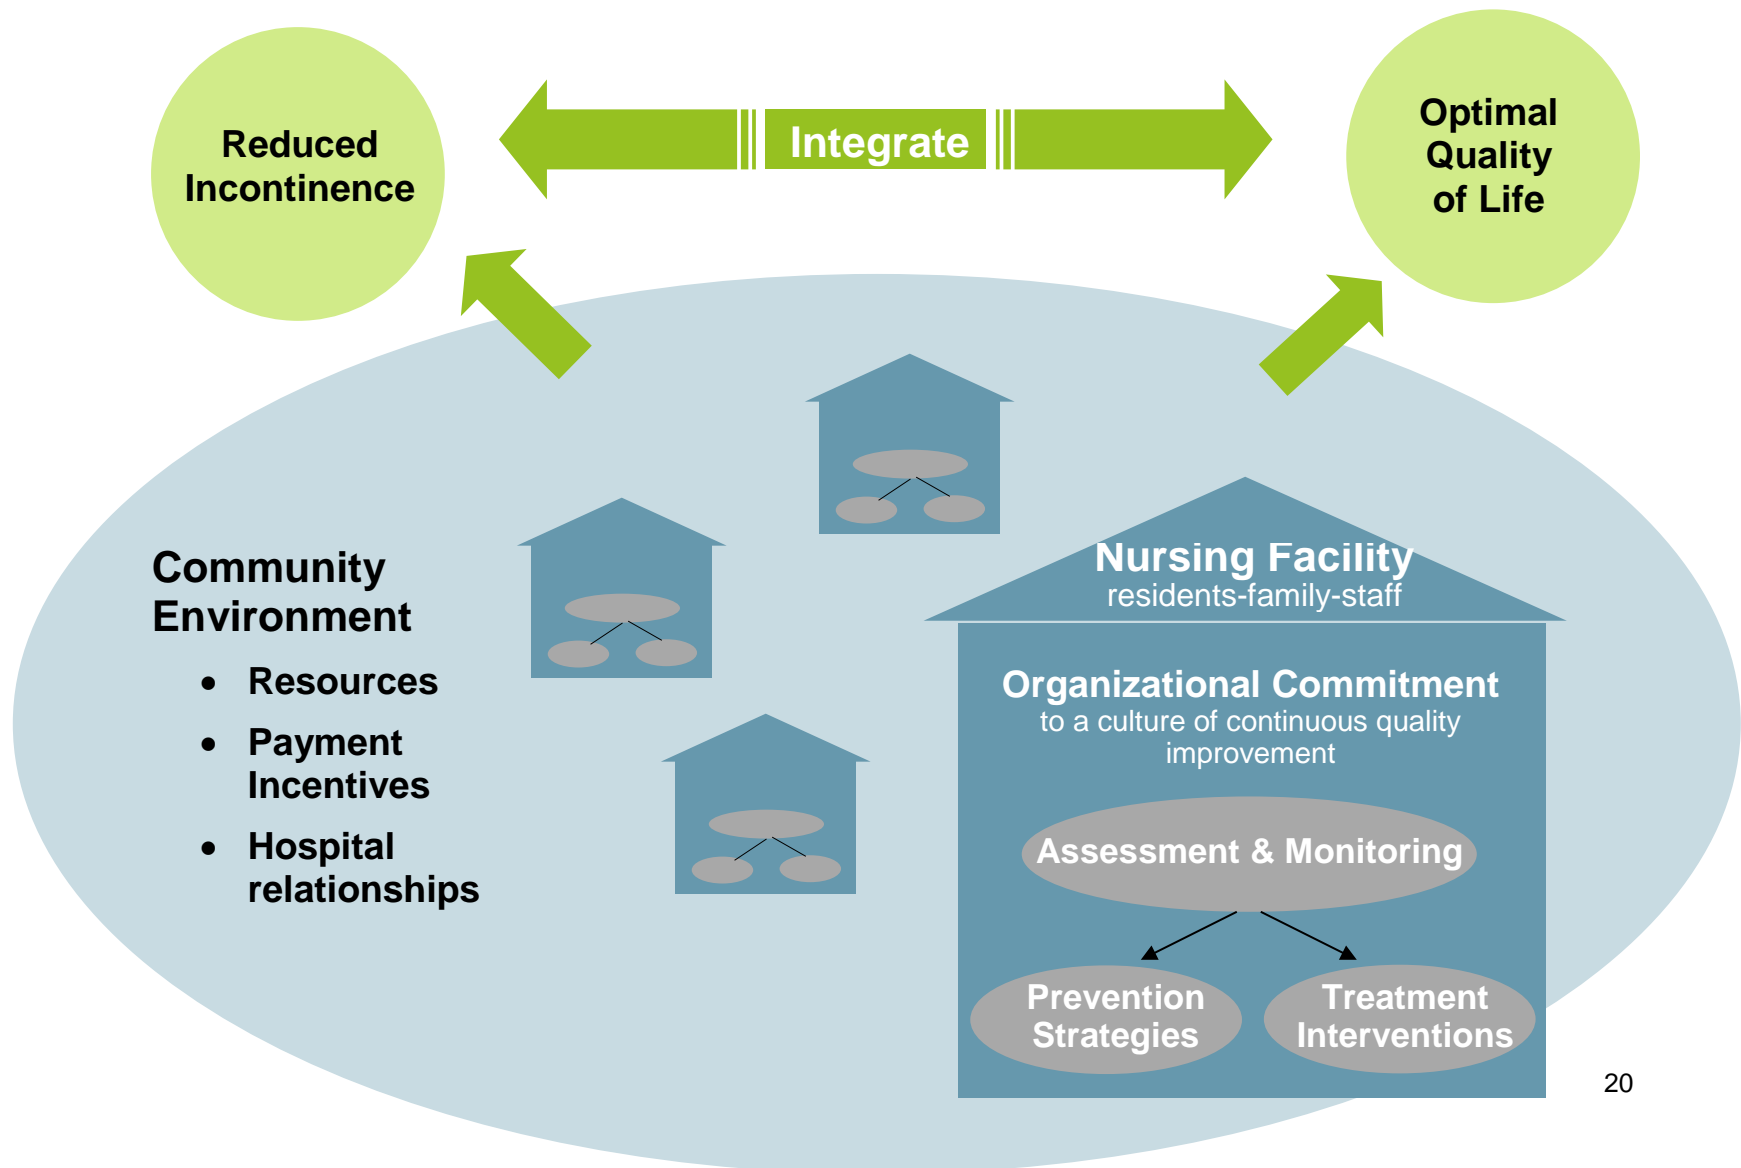 Reduced
Incontinence
Integrate
Optimal
Quality
of Life
Community
Environment
• Resources
• Payment
Incentives
• Hospital
relationships
Nursing Facility
residents-family-staff
Organizational Commitment
to a culture of continuous quality
improvement
Assessment & Monitoring
Prevention
Strategies
Treatment
Interventions
20